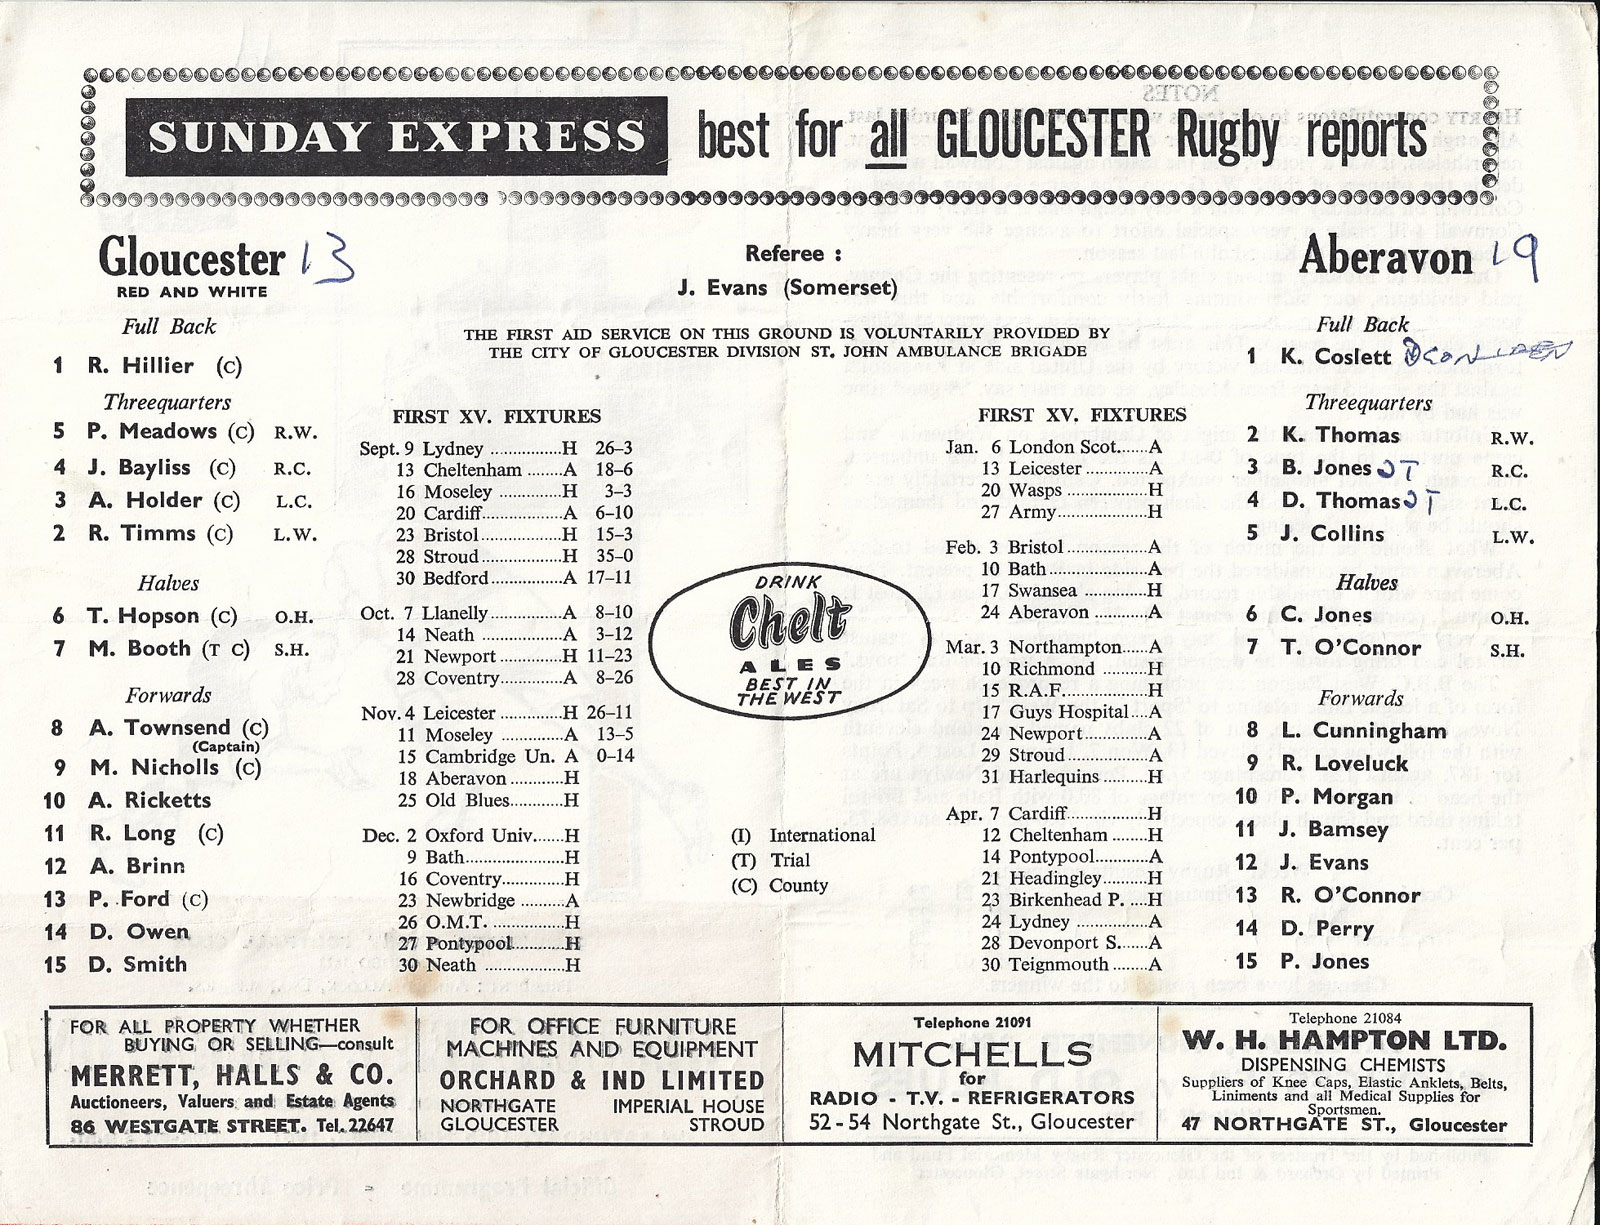 SUNDAY EXPRESS best for all GLOUCESTER Rugby reports
Gloucester 13
RED AND WHITE
Full Back
1 R. Hillier (C)
Threequarters
5 P. Meadows (C) R.W.
4 J. Bayliss (C) R.C.
3 A. Holder (C) L.C.
2 R. Timms (C) L.W.
Halves
6 T. Hopson (C) O.H.
7 M. Booth (T C) S.H.
Forwards
8 A. Townsend (C)
(Captain)
9 M. Nicholls (C)
10 A. Ricketts
11 R. Long (C)
12 A. Brinn
13 P. Ford (C)
14 D. Owen
15 D. Smith
Referee :
J. Evans (Somerset)
THE FIRST AID SERVICE ON THIS GROUND IS VOLUNTARILY PROVIDED BY
THE CITY OF GLOUCESTER DIVISION ST. JOHN AMBULANCE BRIGADE
FIRST XV. FIXTURES
Sept. 9 Lydney ...............H 26–3
13 Cheltenham ..........A 18–6
16 Moseley .............H 3–3
20 Cardiff................A 6–10
23 Bristol................H 15–3
28 Stroud ................H 35–0
30 Bedford..............A 17–11
Oct. 7 Llanelly..............A 8–10
14 Neath ................A 3–12
21 Newport .............H 11–23
28 Coventry.............A 8–26
Nov. 4 Leicester .............H 26–11
11 Moseley .............A 13–5
15 Cambridge Un. A 0–14
18 Aberavon ...........H
25 Old Blues...........H
Dec. 2 Oxford Univ......H
9 Bath....................H
16 Coventry.............H
23 Newbridge .........A
26 O.M.T. ...............H
27 Pontypool...........H
30 Neath .................H
DRINK
Chelt
ALES
BEST IN
THE WEST
(I) International
(T) Trial
(C) County
FIRST XV. FIXTURES
Jan. 6 London Scot......A
13 Leicester .............A
20 Wasps ................H
27 Army..................H
Feb. 3 Bristol................A
10 Bath...................A
17 Swansea .............H
24 Aberavon ...........A
Mar. 3 Northampton......A
10 Richmond ..........H
15 R.A.F.................H
17 Guys Hospital....A
24 Newport .............A
29 Stroud ................A
31 Harlequins..........H
Apr. 7 Cardiff................H
12 Cheltenham ........H
14 Pontypool...........A
21 Headingley.........H
23 Birkenhead P. ....H
24 Lydney ...............A
28 Devonport S.......A
30 Teignmouth .......A
Aberavon 19
Full Back
1 K. Coslett
Threequarters
2 K. Thomas R.W.
3 B. Jones JT R.C.
4 D. Thomas JT L.C.
5 J. Collins L.W.
Halves
6 C. Jones O.H.
7 T. O'Connor S.H.
Forwards
8 L. Cunningham
9 R. Loveluck
10 P. Morgan
11 J. Bamsey
12 J. Evans
13 R. O'Connor
14 D. Perry
15 P. Jones
FOR ALL PROPERTY WHETHER
BUYING OR SELLING—consult
MERRETT, HALLS & CO.
Auctioneers, Valuers and Estate Agents
86 WESTGATE STREET. Tel. 22647
FOR OFFICE FURNITURE
MACHINES AND EQUIPMENT
ORCHARD & IND LIMITED
NORTHGATE IMPERIAL HOUSE
GLOUCESTER STROUD
Telephone 21091
MITCHELLS
for
RADIO - T.V. - REFRIGERATORS
52-54 Northgate St., Gloucester
Telephone 21084
W. H. HAMPTON LTD.
DISPENSING CHEMISTS
Suppliers of Knee Caps, Elastic Anklets, Belts,
Liniments and all Medical Supplies for
Sportsmen.
47 NORTHGATE ST., Gloucester